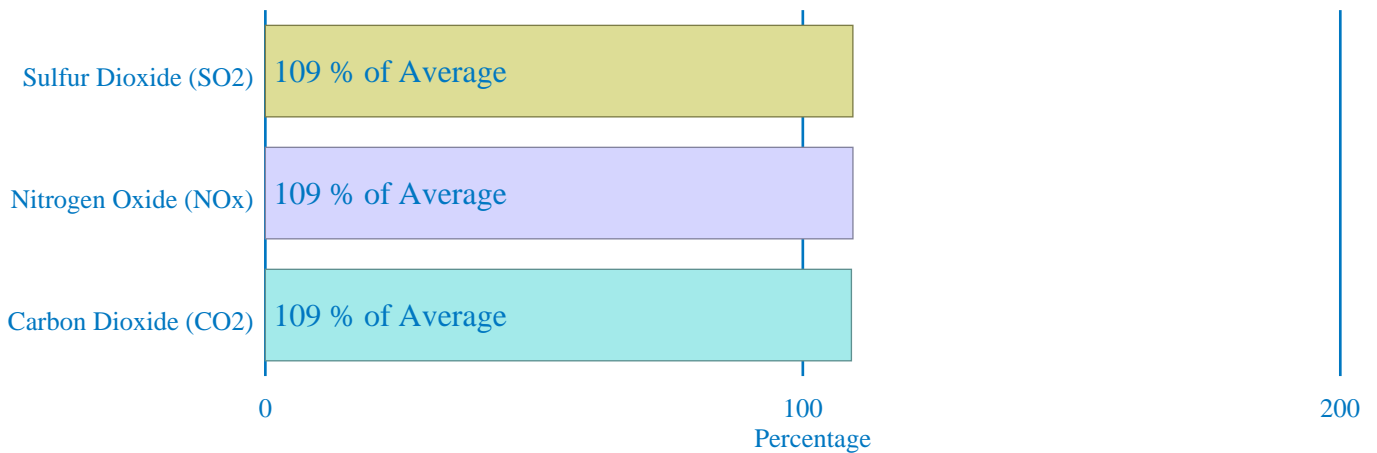 Sulfur Dioxide (SO2) 109 % of Average
Nitrogen Oxide (NOx) 109 % of Average
Carbon Dioxide (CO2) 109 % of Average
0 100 200
Percentage